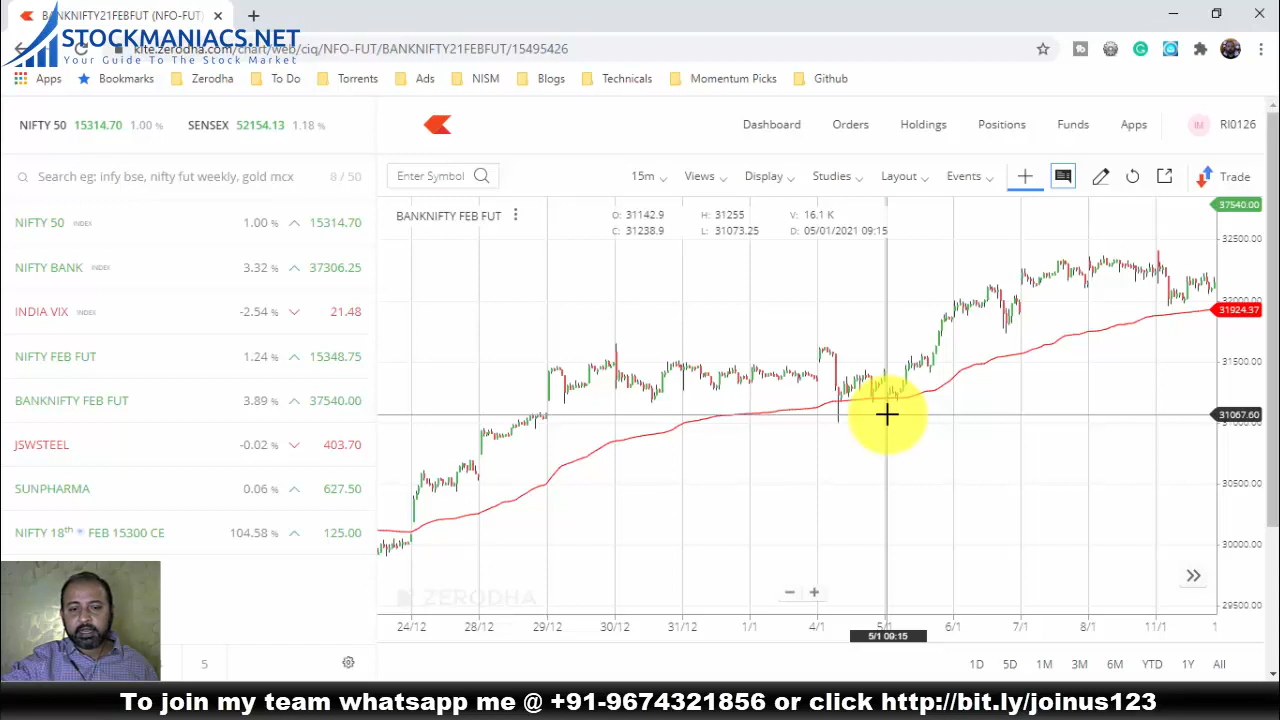 BANKNIFTY21FEBFUT (NFO-FUT)
STOCKMANIACS.NET
Your Guide To The Stock Market
kite.zerodha.com/chart/web/ciq/NFO-FUT/BANKNIFTY21FEBFUT/15495426
Apps Bookmarks Zerodha To Do Torrents Ads NISM Blogs Technicals Momentum Picks Github
NIFTY 50 15314.70 1.00 % SENSEX 52154.13 1.18 %
Dashboard Orders Holdings Positions Funds Apps IM RI0126
Search eg: infy bse, nifty fut weekly, gold mcx 8 / 50
Enter Symbol 15m Views Display Studies Layout Events Trade
NIFTY 50 INDEX 1.00 % 15314.70
NIFTY BANK INDEX 3.32 % 37306.25
INDIA VIX INDEX -2.54 % 21.48
NIFTY FEB FUT 1.24 % 15348.75
BANKNIFTY FEB FUT 3.89 % 37540.00
JSWSTEEL -0.02 % 403.70
SUNPHARMA 0.06 % 627.50
NIFTY 18th FEB 15300 CE 104.58 % 125.00
5
BANKNIFTY FEB FUT
O: 31142.9 H: 31255 V: 16.1 K
C: 31238.9 L: 31073.25 D: 05/01/2021 09:15
37540.00
32500.00
32000.00
31924.37
31500.00
31067.60
31000.00
30500.00
30000.00
29500.00
ZERODHA
24/12 28/12 29/12 30/12 31/12 1/1 4/1 5/1 6/1 7/1 8/1 11/1 1
5/1 09:15
1D 5D 1M 3M 6M YTD 1Y All
To join my team whatsapp me @ +91-9674321856 or click http://bit.ly/joinus123